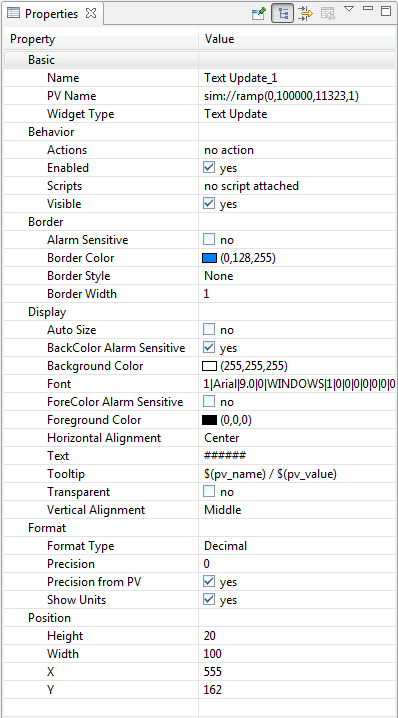 Properties
Property Value
Basic
Name Text Update_1
PV Name sim://ramp(0,100000,11323,1)
Widget Type Text Update
Behavior
Actions no action
Enabled yes
Scripts no script attached
Visible yes
Border
Alarm Sensitive no
Border Color (0,128,255)
Border Style None
Border Width 1
Display
Auto Size no
BackColor Alarm Sensitive yes
Background Color (255,255,255)
Font 1|Arial|9.0|0|WINDOWS|1|0|0|0|0|0|0
ForeColor Alarm Sensitive no
Foreground Color (0,0,0)
Horizontal Alignment Center
Text ######
Tooltip $(pv_name) / $(pv_value)
Transparent no
Vertical Alignment Middle
Format
Format Type Decimal
Precision 0
Precision from PV yes
Show Units yes
Position
Height 20
Width 100
X 555
Y 162